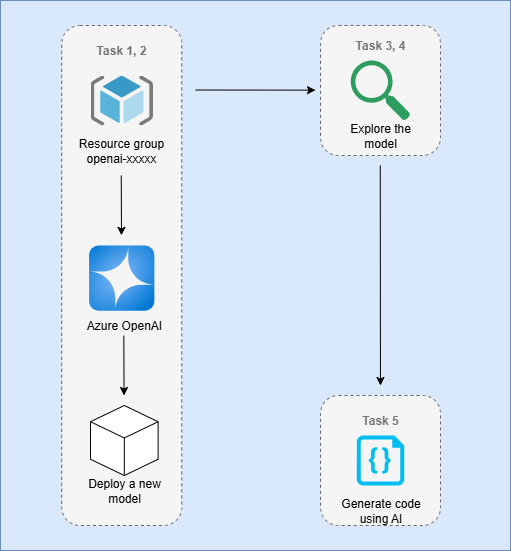 Task 1, 2
Resource group
openai-xxxxx
Azure OpenAI
Deploy a new
model
Task 3, 4
Explore the
model
Task 5
{}
Generate code
using AI